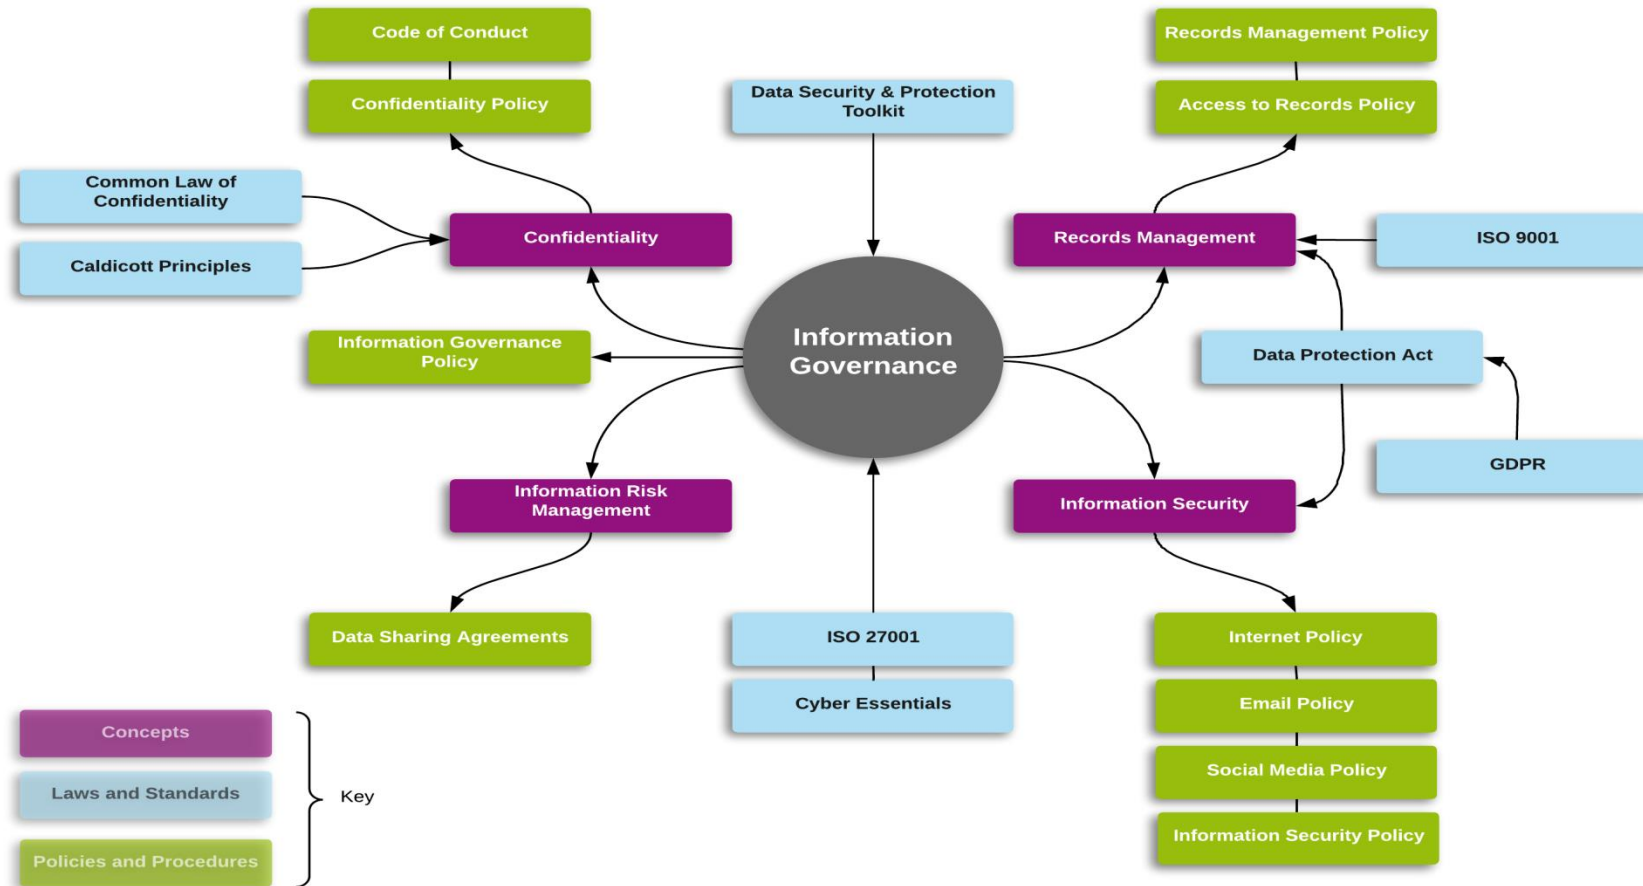 Code of Conduct
Records Management Policy
Confidentiality Policy
Data Security & Protection
Toolkit
Access to Records Policy
Common Law of
Confidentiality
Confidentiality
Records Management
ISO 9001
Caldicott Principles
Information Governance
Policy
Information
Governance
Data Protection Act
GDPR
Information Risk
Management
Information Security
Data Sharing Agreements
ISO 27001
Internet Policy
Cyber Essentials
Email Policy
Social Media Policy
Information Security Policy
Concepts
Laws and Standards
Policies and Procedures
Key